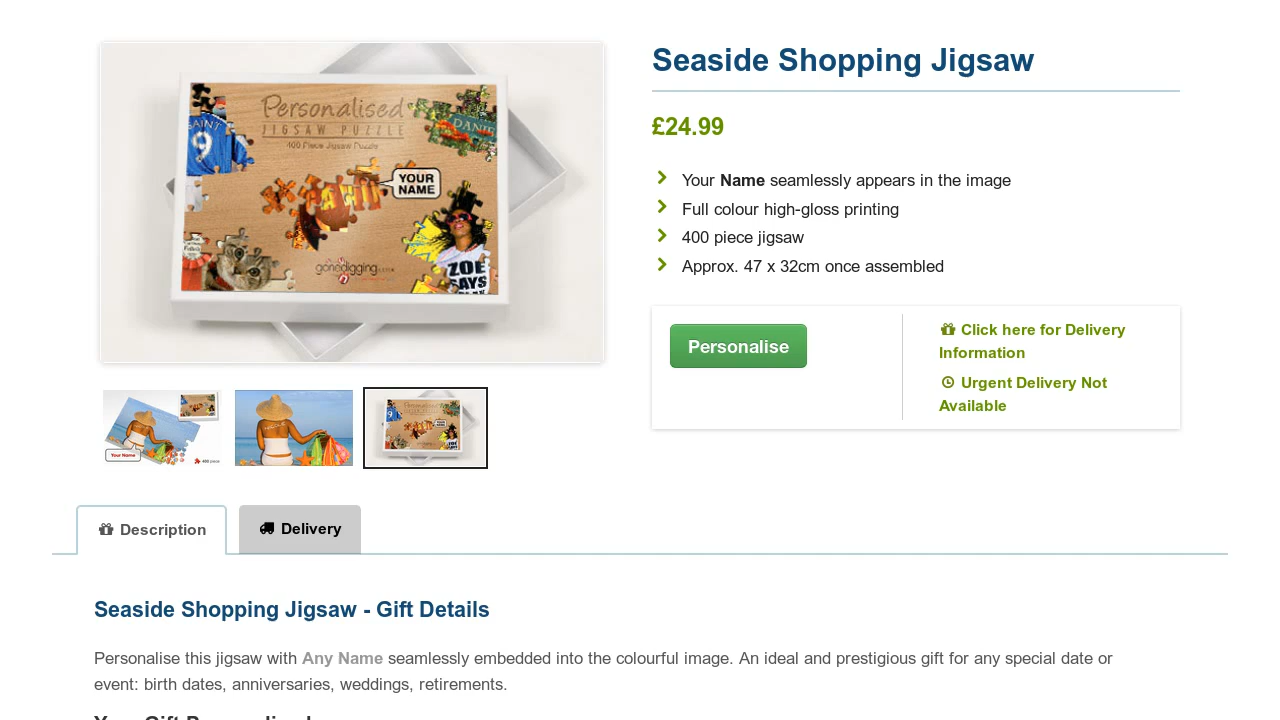 Seaside Shopping Jigsaw
£24.99
Your Name seamlessly appears in the image
Full colour high-gloss printing
400 piece jigsaw
Approx. 47 x 32cm once assembled
Personalise
Click here for Delivery
Information
Urgent Delivery Not
Available
Personalised
JIGSAW PUZZLE
400 Piece Jigsaw Puzzle
SAINT
9
DANIE
YOUR
NAME
gonedigging
ZOE
SAYS
Your Name
400 piece
Description
Delivery
Seaside Shopping Jigsaw - Gift Details
Personalise this jigsaw with Any Name seamlessly embedded into the colourful image. An ideal and prestigious gift for any special date or
event: birth dates, anniversaries, weddings, retirements.